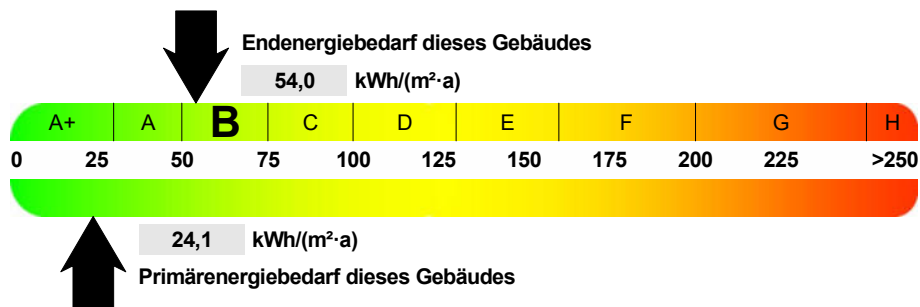 Endenergiebedarf dieses Gebäudes
54,0 kWh/(m²·a)
A+ A B C D E F G H
0 25 50 75 100 125 150 175 200 225 >250
24,1 kWh/(m²·a)
Primärenergiebedarf dieses Gebäudes